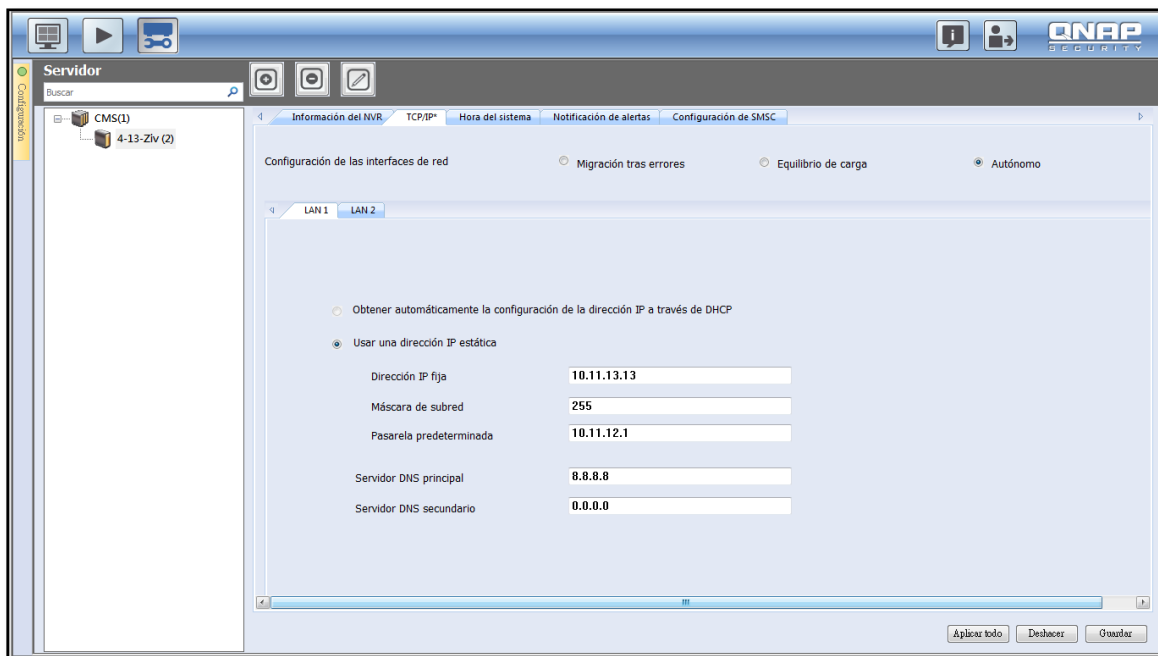 QNAP
SECURITY
Configuración
Servidor
Buscar
CMS(1)
4-13-Ziv (2)
Información del NVR TCP/IP* Hora del sistema Notificación de alertas Configuración de SMSC
Configuración de las interfaces de red Migración tras errores Equilibrio de carga Autónomo
LAN 1 LAN 2
Obtener automáticamente la configuración de la dirección IP a través de DHCP
Usar una dirección IP estática
Dirección IP fija 10.11.13.13
Máscara de subred 255
Pasarela predeterminada 10.11.12.1
Servidor DNS principal 8.8.8.8
Servidor DNS secundario 0.0.0.0
Aplicar todo Deshacer Guardar